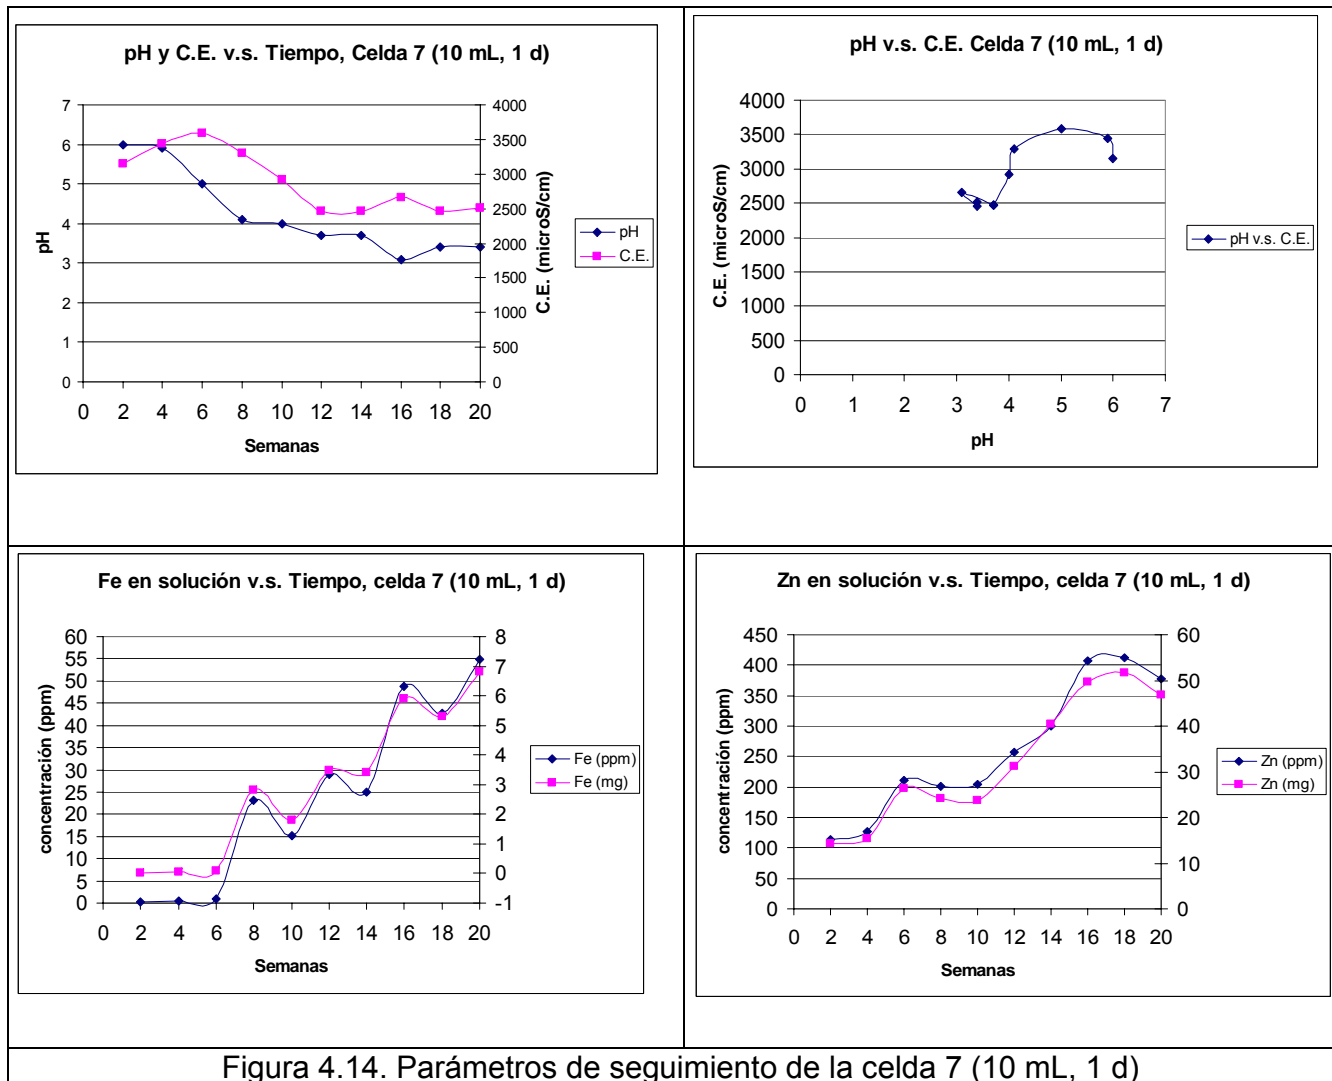 pH y C.E. v.s. Tiempo, Celda 7 (10 mL, 1 d)
7
6
5
4
3
2
1
0
pH
4000
3500
3000
2500
2000
1500
1000
500
0
C.E. (microS/cm)
0 2 4 6 8 10 12 14 16 18 20
Semanas
pH
C.E.
pH v.s. C.E. Celda 7 (10 mL, 1 d)
4000
3500
3000
2500
2000
1500
1000
500
0
C.E. (microS/cm)
0 1 2 3 4 5 6 7
pH
pH v.s. C.E.
Fe en solución v.s. Tiempo, celda 7 (10 mL, 1 d)
60
55
50
45
40
35
30
25
20
15
10
5
0
concentración (ppm)
8
7
6
5
4
3
2
1
0
-1
0 2 4 6 8 10 12 14 16 18 20
Semanas
Fe (ppm)
Fe (mg)
Zn en solución v.s. Tiempo, celda 7 (10 mL, 1 d)
450
400
350
300
250
200
150
100
50
0
concentración (ppm)
60
50
40
30
20
10
0
0 2 4 6 8 10 12 14 16 18 20
Semanas
Zn (ppm)
Zn (mg)
Figura 4.14. Parámetros de seguimiento de la celda 7 (10 mL, 1 d)